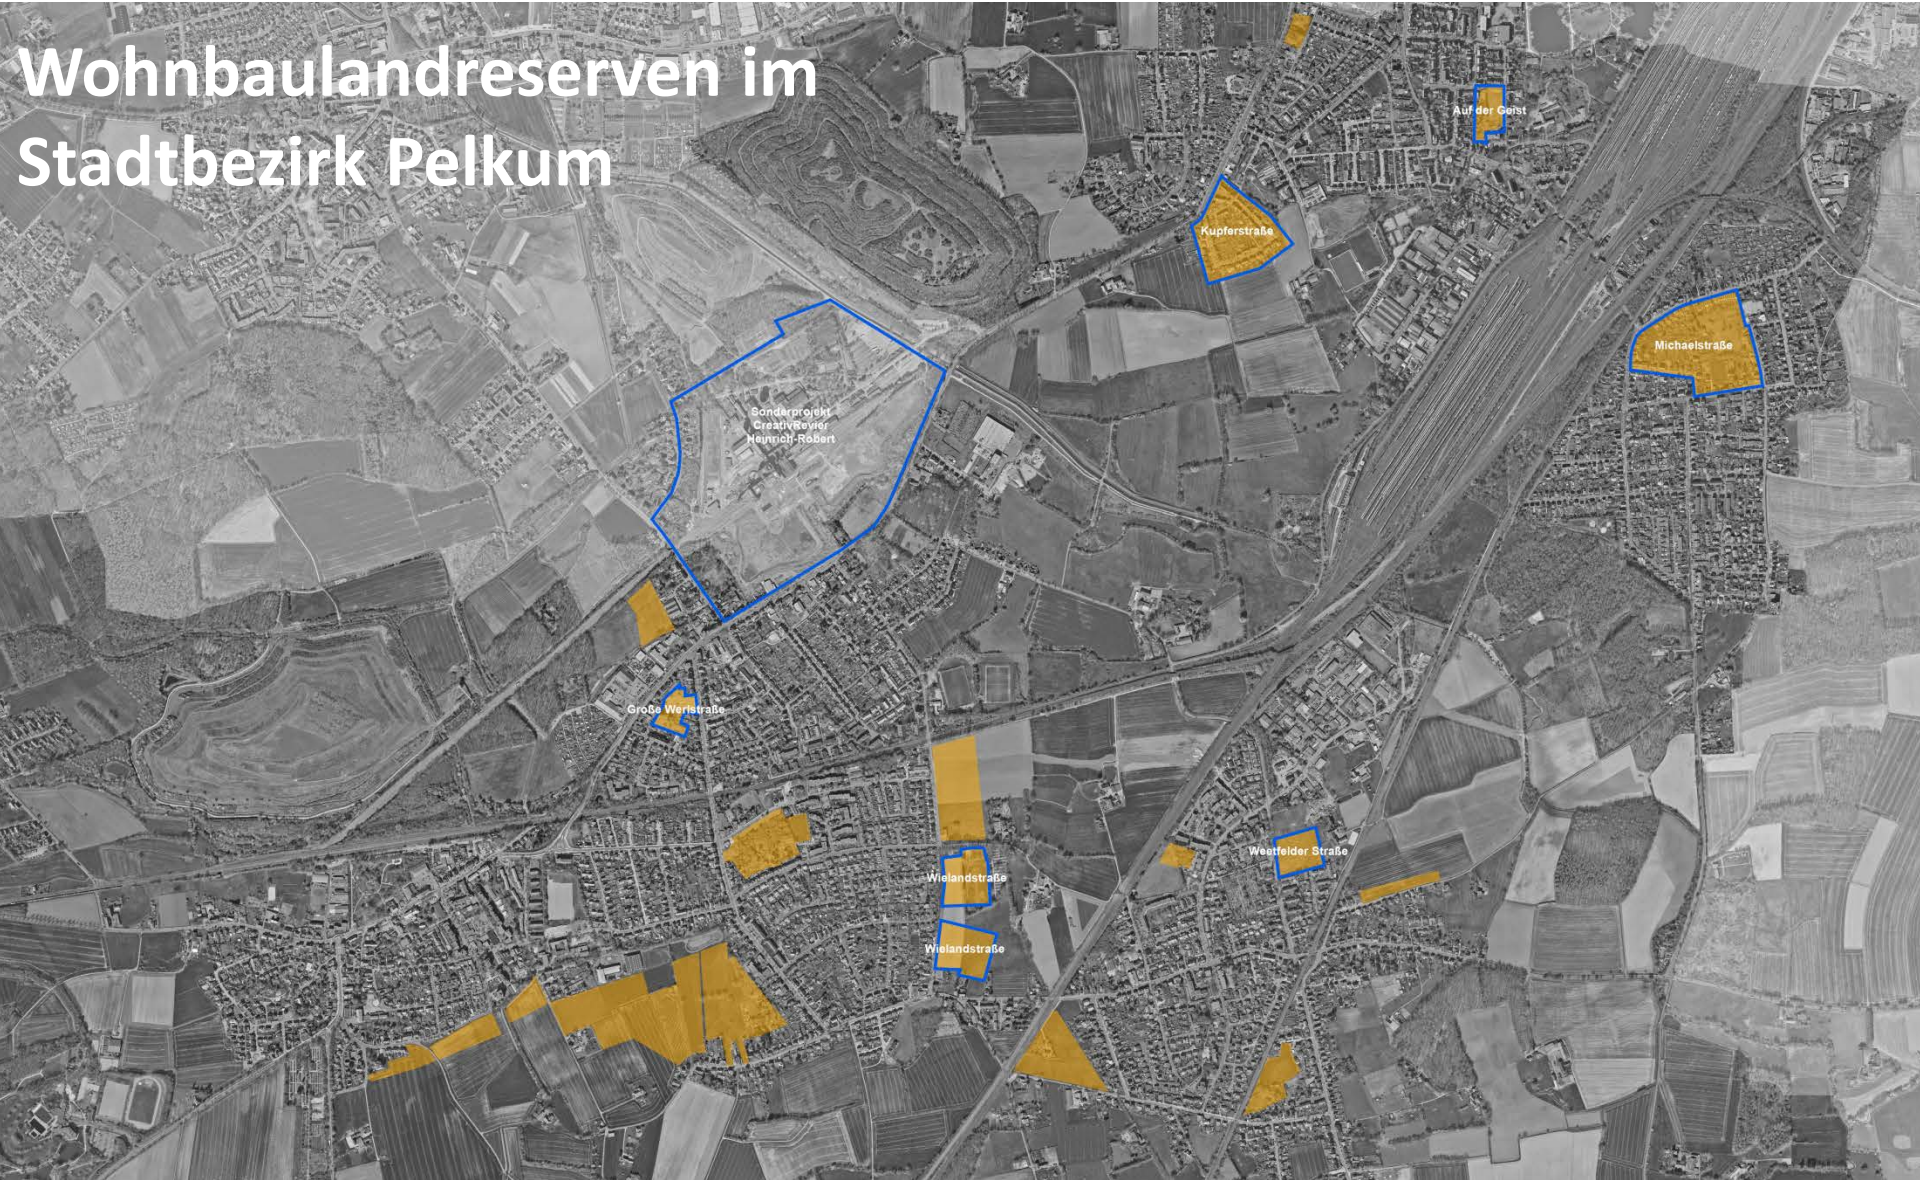 Wohnbaulandreserven im
Stadtbezirk Pelkum
Auf der Geist
Kupferstraße
Michaelstraße
Sonderprojekt
CreativRevier
Heinrich-Robert
Große Werlstraße
Weetfelder Straße
Wielandstraße
Wielandstraße